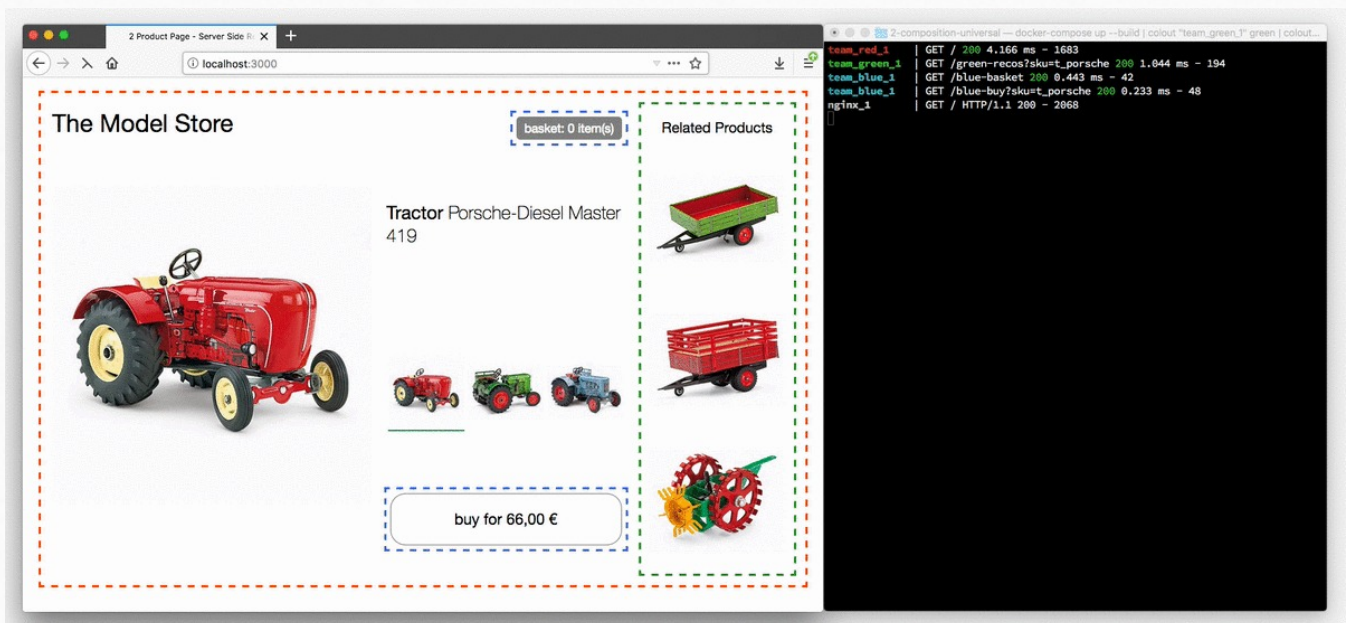 2 Product Page - Server Side Re
localhost:3000
The Model Store
basket: 0 item(s)
Related Products
Tractor Porsche-Diesel Master
419
buy for 66,00 €
2-composition-universal — docker-compose up --build | colout "team_green_1" green | colout...
team_red_1 | GET / 200 4.166 ms - 1683
team_green_1 | GET /green-recos?sku=t_porsche 200 1.044 ms - 194
team_blue_1 | GET /blue-basket 200 0.443 ms - 42
team_blue_1 | GET /blue-buy?sku=t_porsche 200 0.233 ms - 48
nginx_1 | GET / HTTP/1.1 200 - 2068